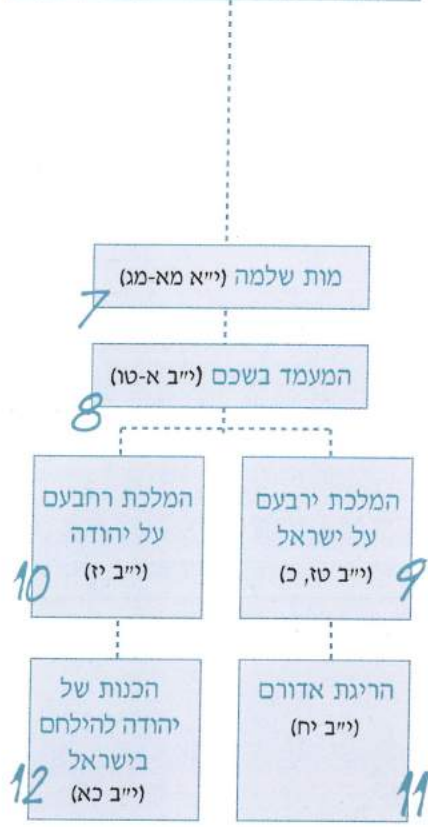 מות שלמה (י״א מא-מג)
7
המעמד בשכם (י״ב א-טו)
8
המלכת ירבעם
על ישראל
(י״ב טז, כ)
9
המלכת רחבעם
על יהודה
(י״ב יז)
10
הריגת אדורם
(י״ב יח)
11
הכנות של
יהודה להילחם
בישראל
(י״ב כא)
12